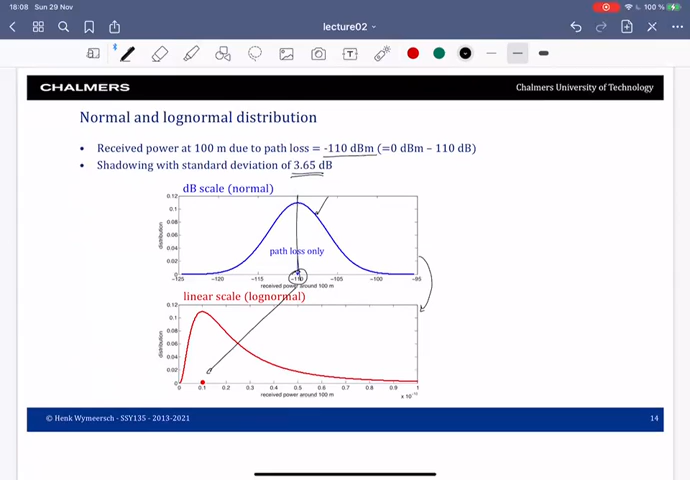 18:08 Sun 29 Nov
100 %
lecture02
CHALMERS
Chalmers University of Technology
Normal and lognormal distribution
• Received power at 100 m due to path loss = -110 dBm (=0 dBm – 110 dB)
• Shadowing with standard deviation of 3.65 dB
dB scale (normal)
0.12
0.1
0.08
0.06
0.04
0.02
0
distribution
path loss only
−125 −120 −115 −110 −105 −100 −95
received power around 100 m
linear scale (lognormal)
0.12
0.1
0.08
0.06
0.04
0.02
0
distribution
0 0.1 0.2 0.3 0.4 0.5 0.6 0.7 0.8 0.9 1
received power around 100 m
© Henk Wymeersch - SSY135 - 2013-2021
14